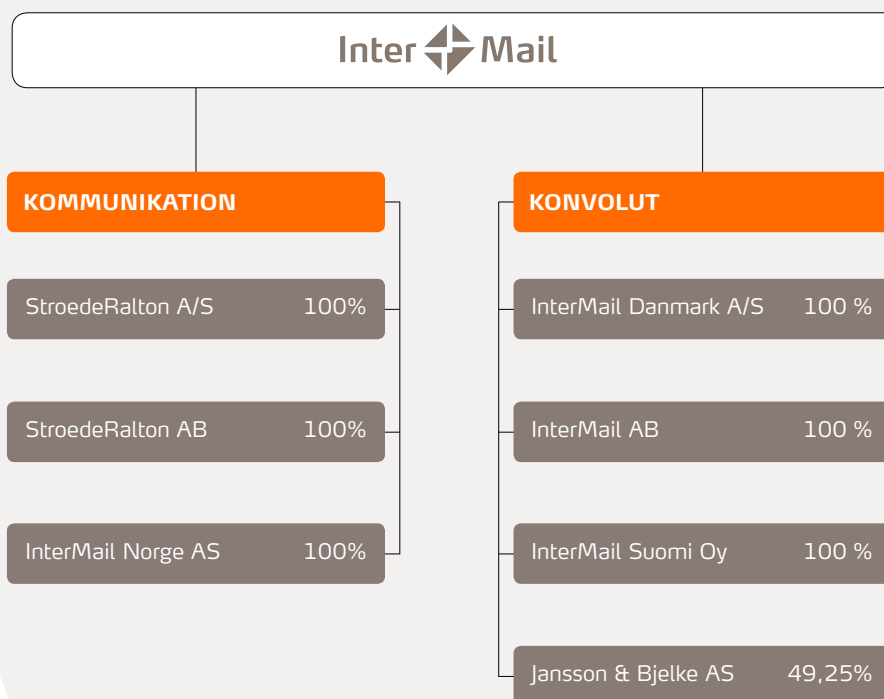 Inter Mail
KOMMUNIKATION
StroedeRalton A/S 100%
StroedeRalton AB 100%
InterMail Norge AS 100%
KONVOLUT
InterMail Danmark A/S 100 %
InterMail AB 100 %
InterMail Suomi Oy 100 %
Jansson & Bjelke AS 49,25%